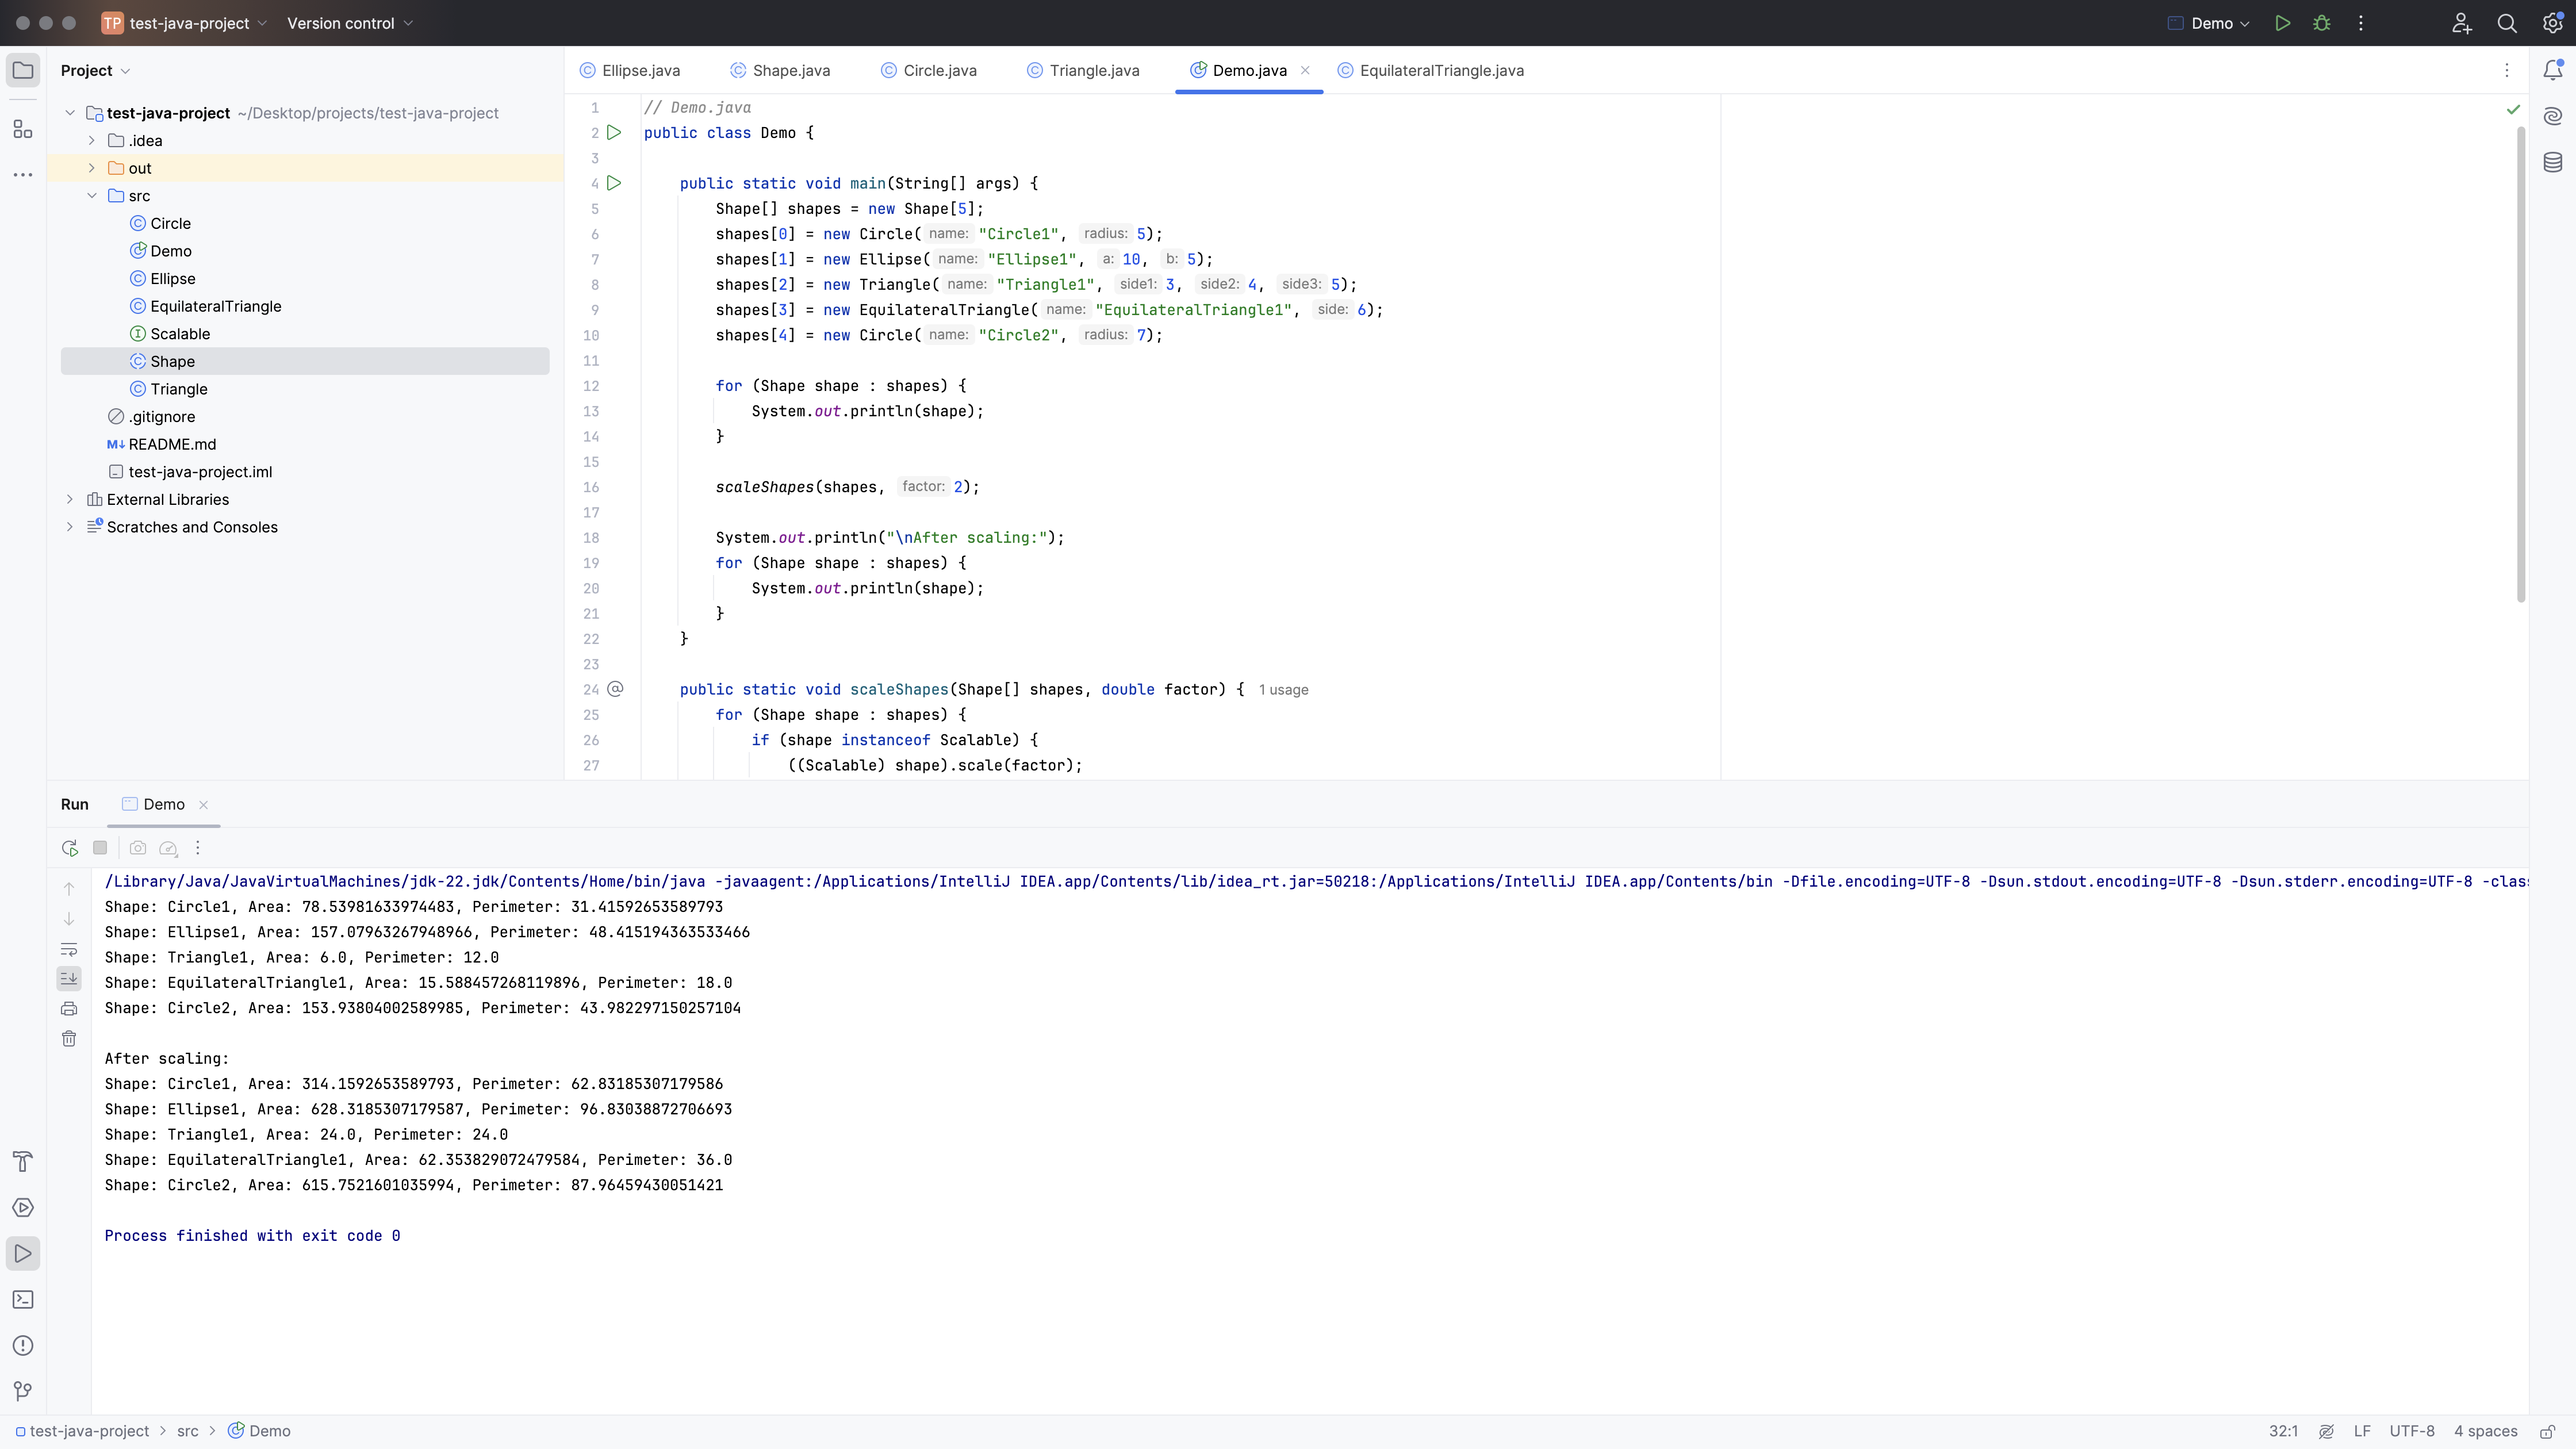 TP test-java-project Version control Demo
Project
test-java-project ~/Desktop/projects/test-java-project
.idea
out
src
Circle
Demo
Ellipse
EquilateralTriangle
Scalable
Shape
Triangle
.gitignore
M↓ README.md
test-java-project.iml
External Libraries
Scratches and Consoles
Ellipse.java Shape.java Circle.java Triangle.java Demo.java EquilateralTriangle.java
1 // Demo.java
2 public class Demo {
3
4 public static void main(String[] args) {
5 Shape[] shapes = new Shape[5];
6 shapes[0] = new Circle( name: "Circle1", radius: 5);
7 shapes[1] = new Ellipse( name: "Ellipse1", a: 10, b: 5);
8 shapes[2] = new Triangle( name: "Triangle1", side1: 3, side2: 4, side3: 5);
9 shapes[3] = new EquilateralTriangle( name: "EquilateralTriangle1", side: 6);
10 shapes[4] = new Circle( name: "Circle2", radius: 7);
11
12 for (Shape shape : shapes) {
13 System.out.println(shape);
14 }
15
16 scaleShapes(shapes, factor: 2);
17
18 System.out.println("\nAfter scaling:");
19 for (Shape shape : shapes) {
20 System.out.println(shape);
21 }
22 }
23
24 public static void scaleShapes(Shape[] shapes, double factor) { 1 usage
25 for (Shape shape : shapes) {
26 if (shape instanceof Scalable) {
27 ((Scalable) shape).scale(factor);
Run Demo
/Library/Java/JavaVirtualMachines/jdk-22.jdk/Contents/Home/bin/java -javaagent:/Applications/IntelliJ IDEA.app/Contents/lib/idea_rt.jar=50218:/Applications/IntelliJ IDEA.app/Contents/bin -Dfile.encoding=UTF-8 -Dsun.stdout.encoding=UTF-8 -Dsun.stderr.encoding=UTF-8 -clas
Shape: Circle1, Area: 78.53981633974483, Perimeter: 31.41592653589793
Shape: Ellipse1, Area: 157.07963267948966, Perimeter: 48.415194363533466
Shape: Triangle1, Area: 6.0, Perimeter: 12.0
Shape: EquilateralTriangle1, Area: 15.588457268119896, Perimeter: 18.0
Shape: Circle2, Area: 153.93804002589985, Perimeter: 43.982297150257104
After scaling:
Shape: Circle1, Area: 314.1592653589793, Perimeter: 62.83185307179586
Shape: Ellipse1, Area: 628.3185307179587, Perimeter: 96.83038872706693
Shape: Triangle1, Area: 24.0, Perimeter: 24.0
Shape: EquilateralTriangle1, Area: 62.353829072479584, Perimeter: 36.0
Shape: Circle2, Area: 615.7521601035994, Perimeter: 87.96459430051421
Process finished with exit code 0
test-java-project > src > Demo 32:1 LF UTF-8 4 spaces